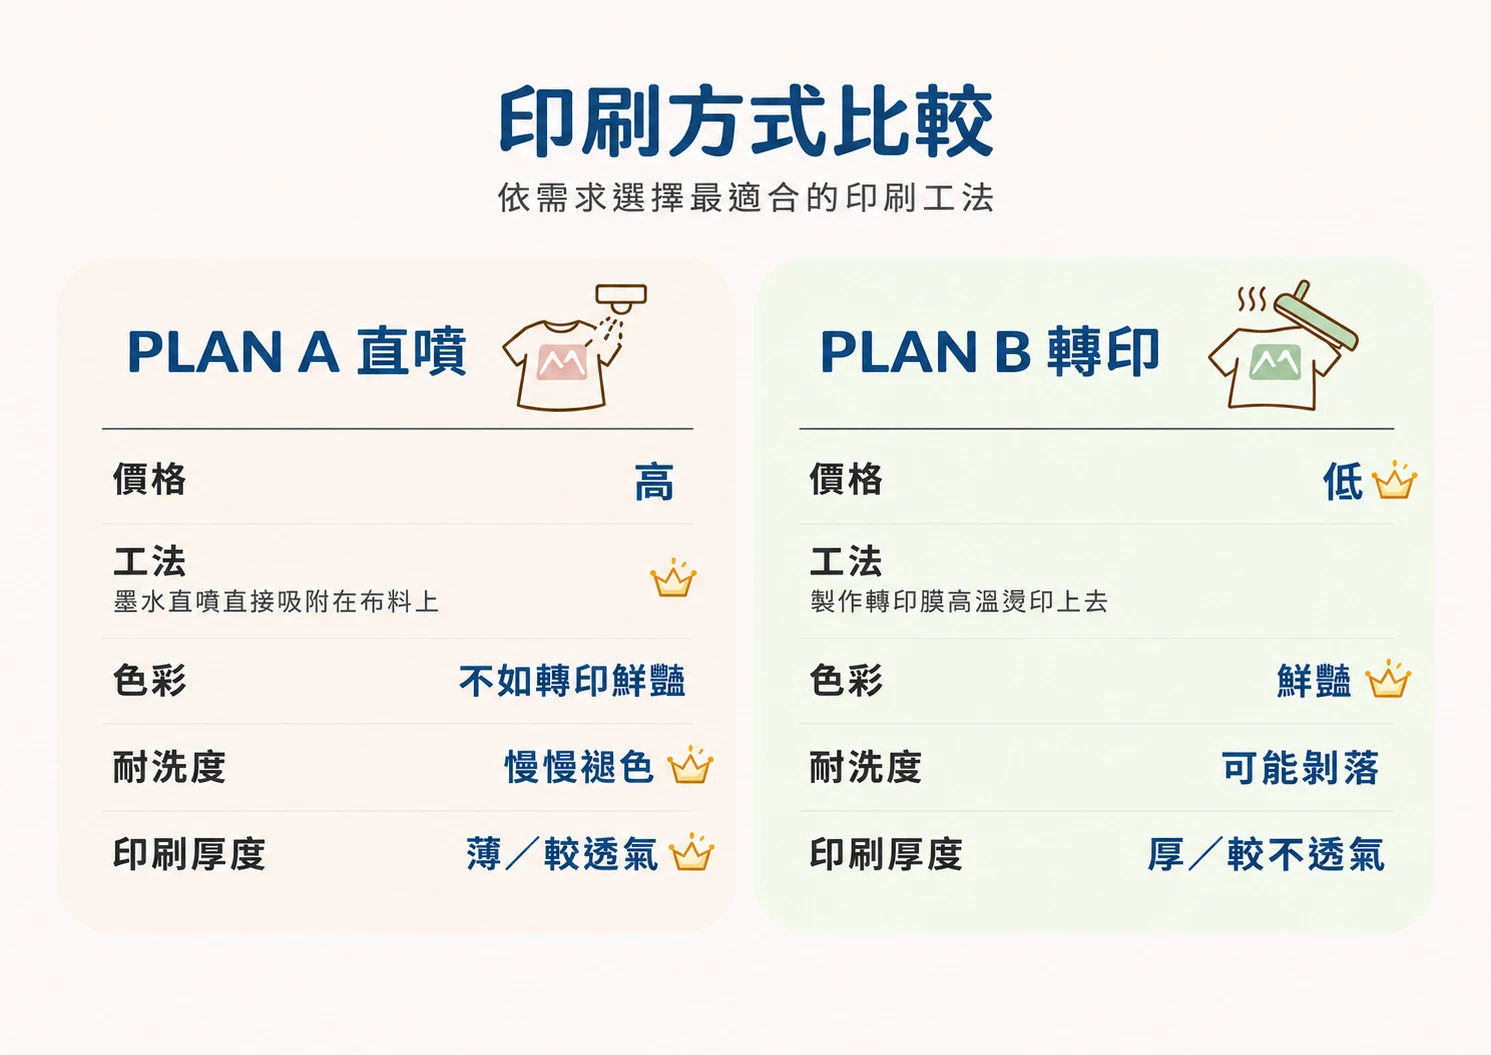 印刷方式比較
依需求選擇最適合的印刷工法
PLAN A 直噴
價格
高
工法
墨水直噴直接吸附在布料上
色彩
不如轉印鮮豔
耐洗度
慢慢褪色
印刷厚度
薄／較透氣
PLAN B 轉印
價格
低
工法
製作轉印膜高溫燙印上去
色彩
鮮豔
耐洗度
可能剝落
印刷厚度
厚／較不透氣